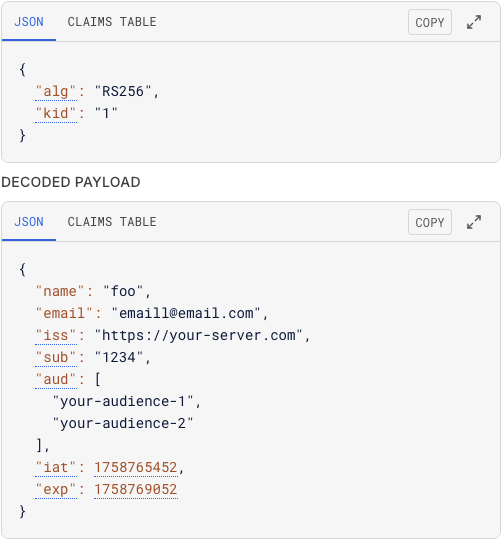 JSON CLAIMS TABLE COPY
{
"alg": "RS256",
"kid": "1"
}
DECODED PAYLOAD
JSON CLAIMS TABLE COPY
{
"name": "foo",
"email": "emaill@email.com",
"iss": "https://your-server.com",
"sub": "1234",
"aud": [
"your-audience-1",
"your-audience-2"
],
"iat": 1758765452,
"exp": 1758769052
}